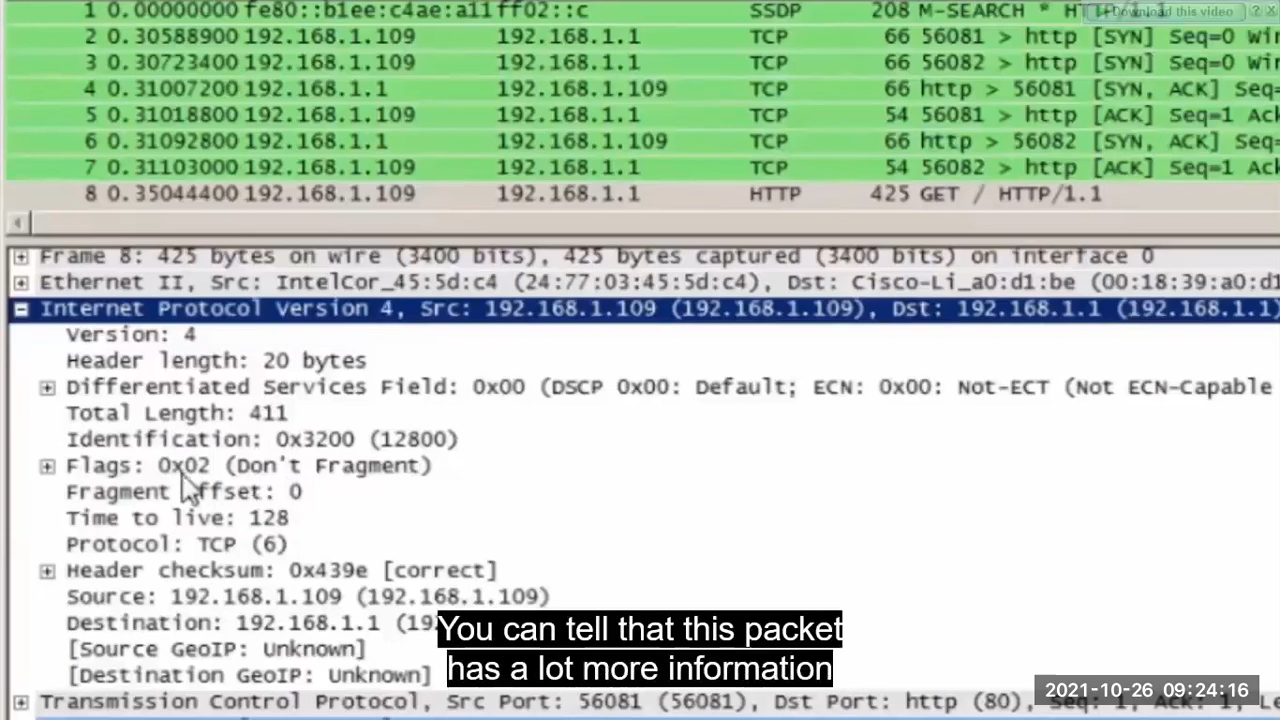 1 0.00000000 fe80::b1ee:c4ae:a11 ff02::c SSDP 208 M-SEARCH * HTTP/1.1
Download this video
2 0.30588900 192.168.1.109 192.168.1.1 TCP 66 56081 > http [SYN] Seq=0 Win
3 0.30723400 192.168.1.109 192.168.1.1 TCP 66 56082 > http [SYN] Seq=0 Win
4 0.31007200 192.168.1.1 192.168.1.109 TCP 66 http > 56081 [SYN, ACK] Seq=
5 0.31018800 192.168.1.109 192.168.1.1 TCP 54 56081 > http [ACK] Seq=1 Ack
6 0.31092800 192.168.1.1 192.168.1.109 TCP 66 http > 56082 [SYN, ACK] Seq=
7 0.31103000 192.168.1.109 192.168.1.1 TCP 54 56082 > http [ACK] Seq=1 Ack
8 0.35044400 192.168.1.109 192.168.1.1 HTTP 425 GET / HTTP/1.1
Frame 8: 425 bytes on wire (3400 bits), 425 bytes captured (3400 bits) on interface 0
Ethernet II, Src: IntelCor_45:5d:c4 (24:77:03:45:5d:c4), Dst: Cisco-Li_a0:d1:be (00:18:39:a0:d1
Internet Protocol Version 4, Src: 192.168.1.109 (192.168.1.109), Dst: 192.168.1.1 (192.168.1.1)
Version: 4
Header length: 20 bytes
Differentiated Services Field: 0x00 (DSCP 0x00: Default; ECN: 0x00: Not-ECT (Not ECN-Capable
Total Length: 411
Identification: 0x3200 (12800)
Flags: 0x02 (Don't Fragment)
Fragment offset: 0
Time to live: 128
Protocol: TCP (6)
Header checksum: 0x439e [correct]
Source: 192.168.1.109 (192.168.1.109)
Destination: 192.168.1.1 (19
[Source GeoIP: Unknown]
[Destination GeoIP: Unknown]
You can tell that this packet
has a lot more information
2021-10-26 09:24:16
Transmission Control Protocol, Src Port: 56081 (56081), Dst Port: http (80), Seq: 1, Ack: 1, Le